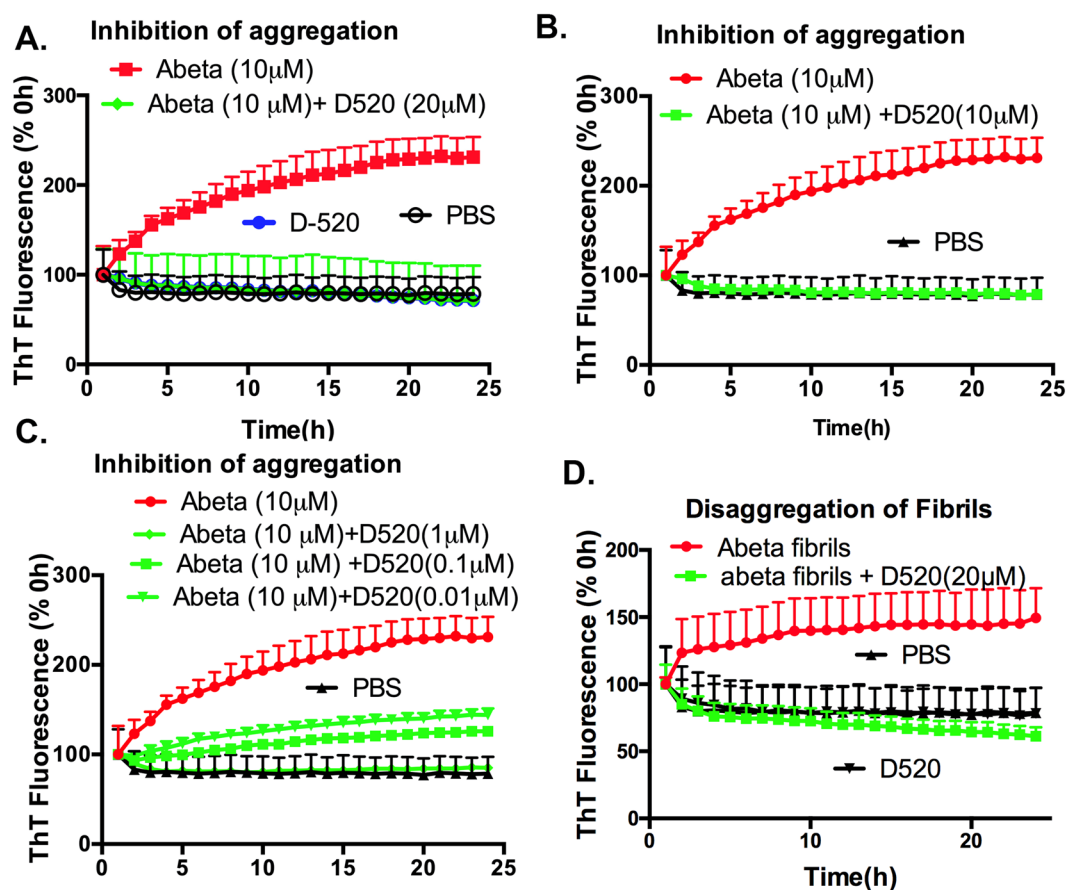 A.
Inhibition of aggregation
Abeta (10μM)
Abeta (10 μM)+ D520 (20μM)
D-520
PBS
ThT Fluorescence (% 0h)
300
200
100
0
0 5 10 15 20 25
Time(h)
B.
Inhibition of aggregation
Abeta (10μM)
Abeta (10 μM) +D520(10μM)
PBS
ThT Fluorescence (% 0h)
300
200
100
0
0 5 10 15 20 25
Time(h)
C.
Inhibition of aggregation
Abeta (10μM)
Abeta (10 μM)+D520(1μM)
Abeta (10 μM) +D520(0.1μM)
Abeta (10 μM)+D520(0.01μM)
PBS
ThT Fluorescence (% 0h)
300
200
100
0
0 5 10 15 20 25
Time(h)
D.
Disaggregation of Fibrils
Abeta fibrils
abeta fibrils + D520(20μM)
PBS
D520
ThT Fluorescence (% 0h)
200
150
100
50
0
0 10 20
Time(h)